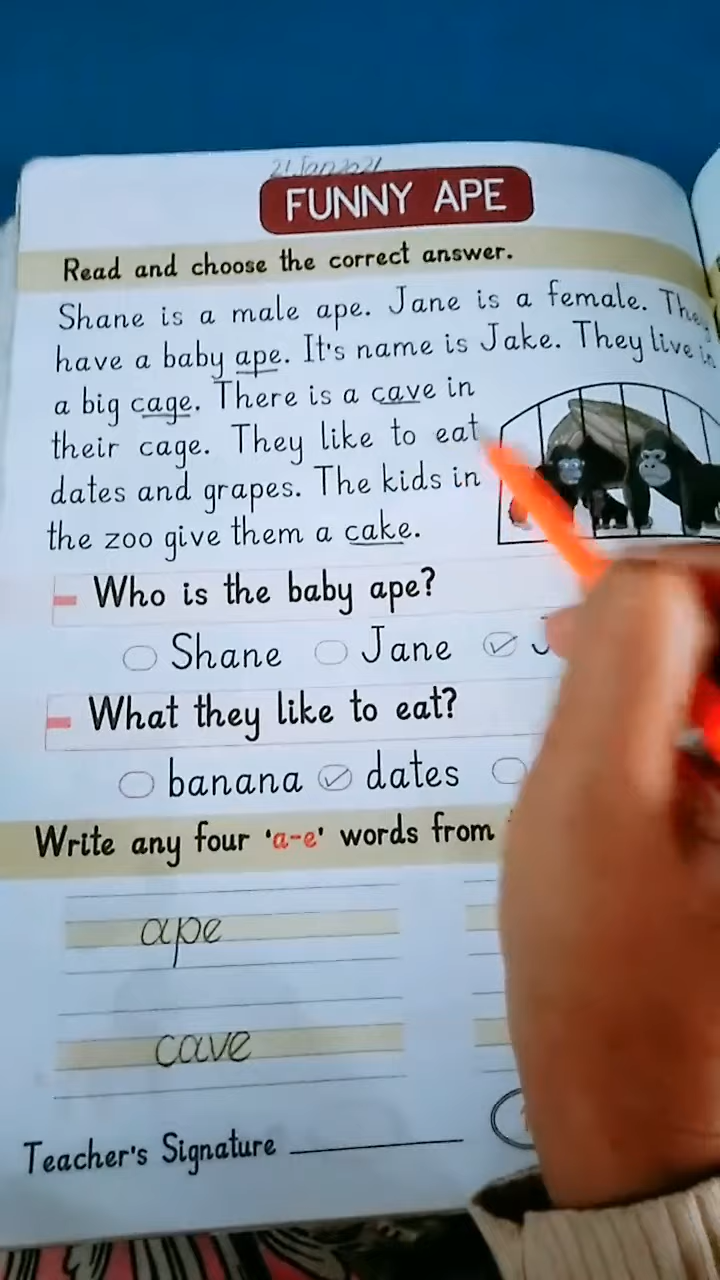 21 Jan 2021
FUNNY APE
Read and choose the correct answer.
Shane is a male ape. Jane is a female. They
have a baby ape. It's name is Jake. They live in
a big cage. There is a cave in
their cage. They like to eat
dates and grapes. The kids in
the zoo give them a cake.
Who is the baby ape?
Shane Jane
What they like to eat?
banana dates
Write any four 'a-e' words from
ape
cave
Teacher's Signature